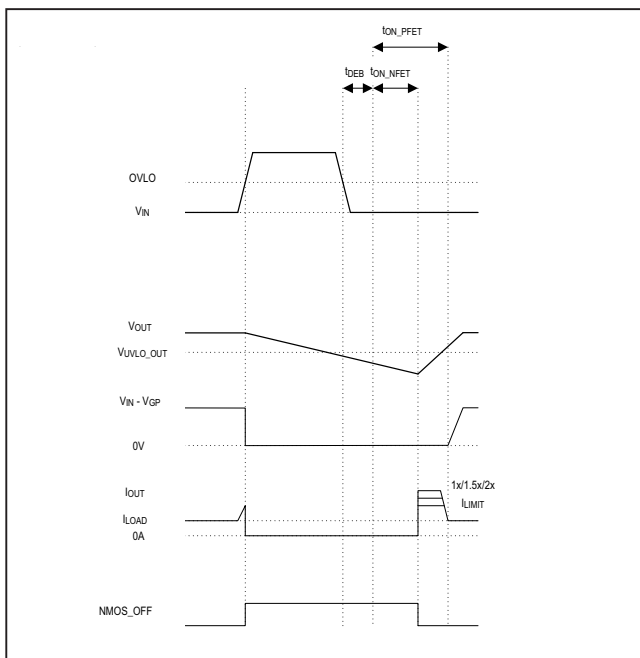 tON_PFET
tDEB tON_NFET
OVLO
VIN
VOUT
VUVLO_OUT
VIN - VGP
0V
IOUT
1x/1.5x/2x
ILIMIT
ILOAD
0A
NMOS_OFF